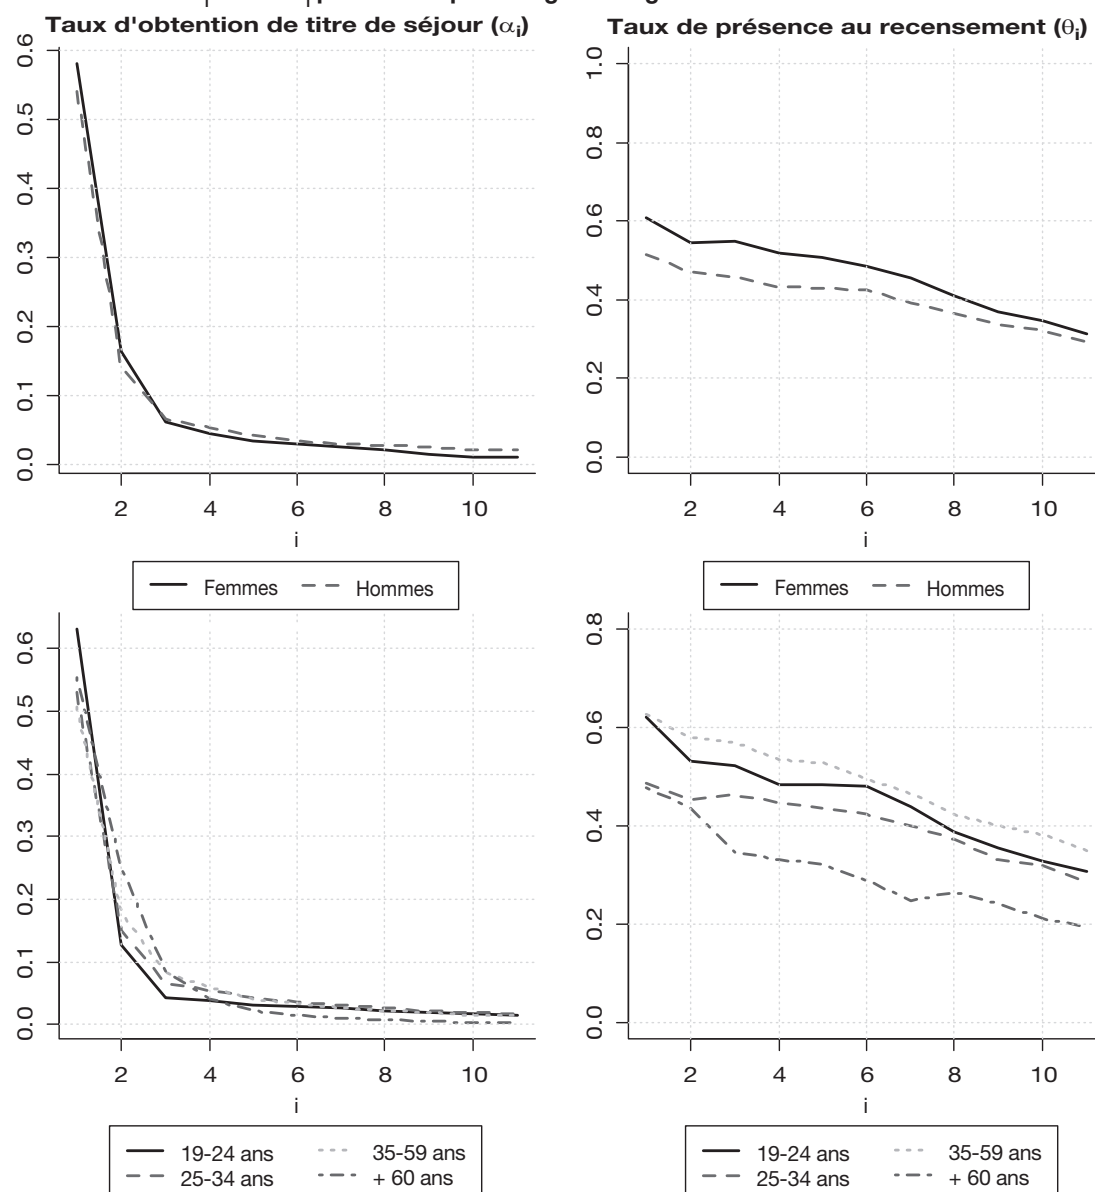 Taux d'obtention de titre de séjour (αi)
0.0 0.1 0.2 0.3 0.4 0.5 0.6
2 4 6 8 10
i
Femmes Hommes
Taux de présence au recensement (θi)
0.0 0.2 0.4 0.6 0.8 1.0
2 4 6 8 10
i
Femmes Hommes
0.0 0.1 0.2 0.3 0.4 0.5 0.6
2 4 6 8 10
i
19-24 ans 35-59 ans
25-34 ans + 60 ans
0.0 0.2 0.4 0.6 0.8
2 4 6 8 10
i
19-24 ans 35-59 ans
25-34 ans + 60 ans